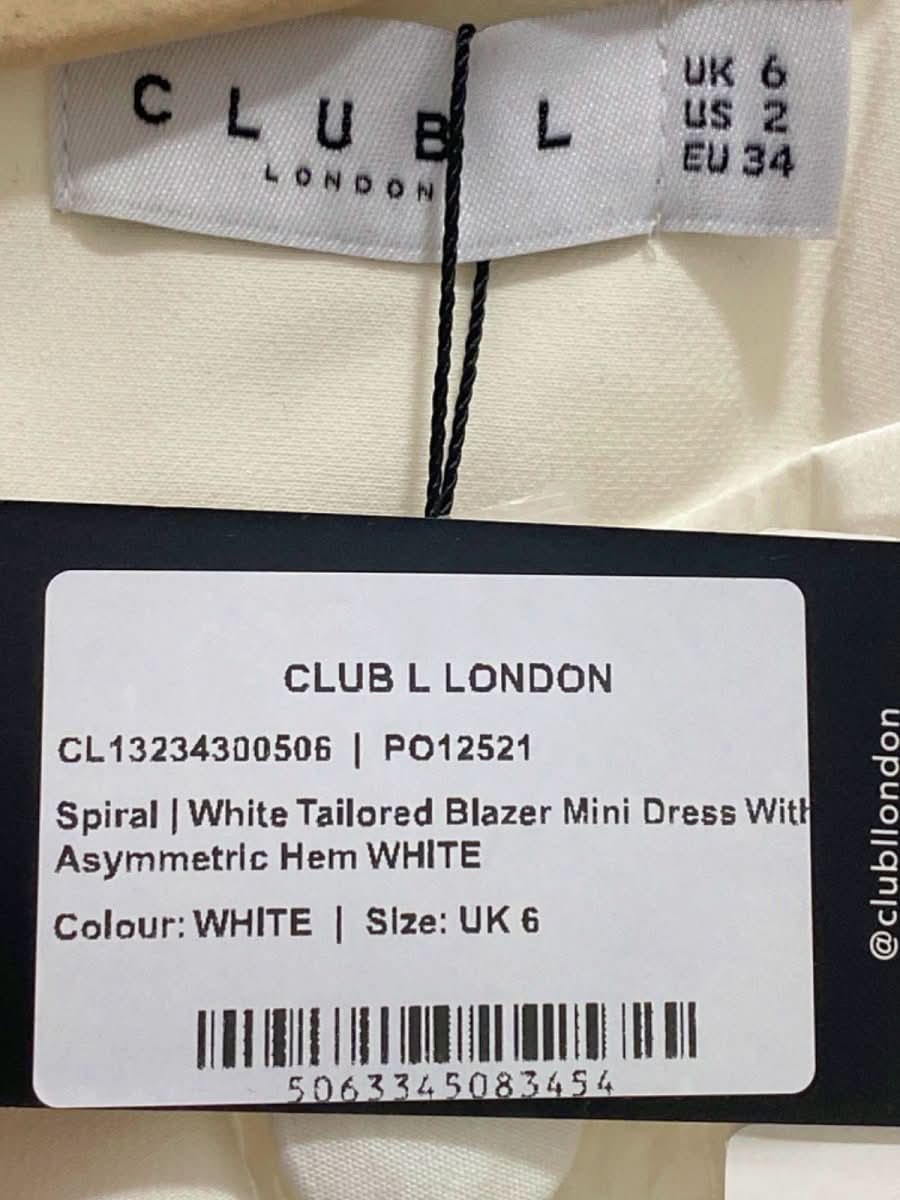 CLUB L
LONDON
UK 6
US 2
EU 34
CLUB L LONDON
CL13234300506 | PO12521
Spiral | White Tailored Blazer Mini Dress With
Asymmetric Hem WHITE
Colour: WHITE | Size: UK 6
5063345083454
@clubllondon